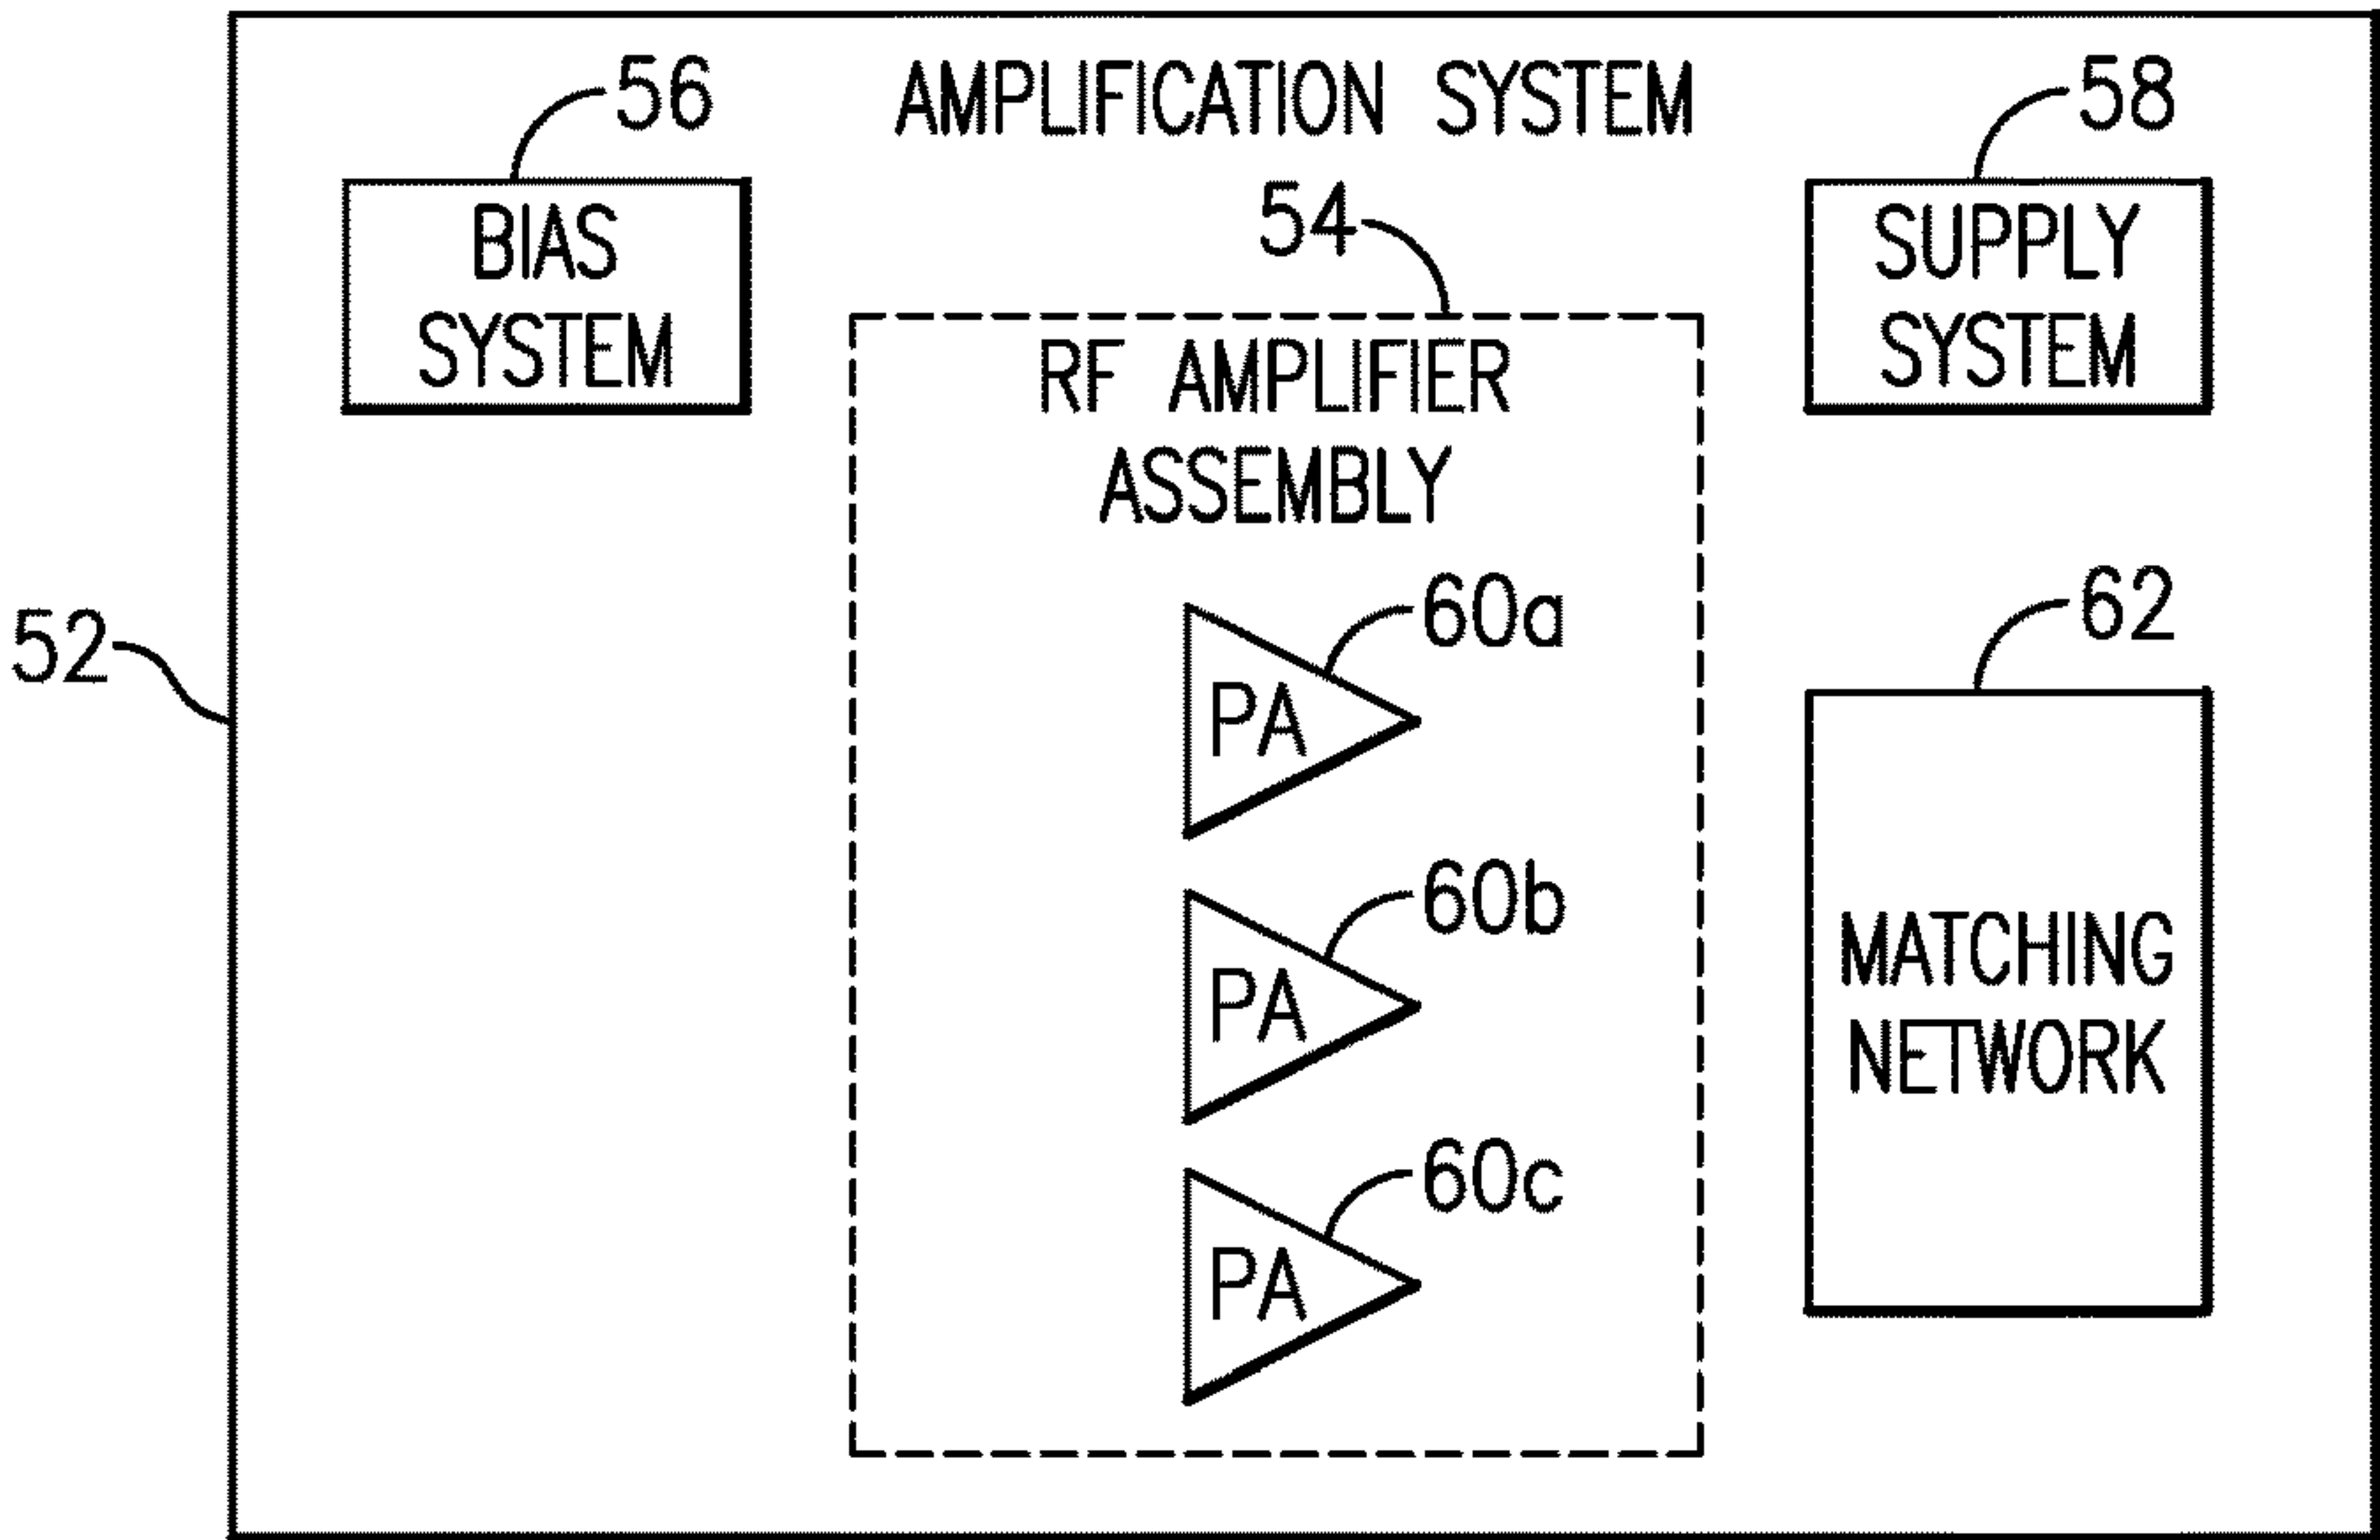 AMPLIFICATION SYSTEM
56
BIAS
SYSTEM
58
SUPPLY
SYSTEM
54
RF AMPLIFIER
ASSEMBLY
52
60a
PA
60b
PA
60c
PA
62
MATCHING
NETWORK